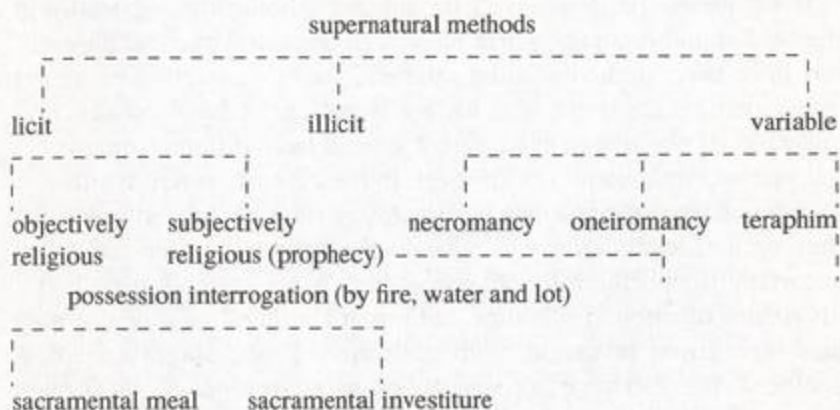 supernatural methods
licit illicit variable
objectively subjectively necromancy oneiromancy teraphim
religious religious (prophecy)
possession interrogation (by fire, water and lot)
sacramental meal sacramental investiture